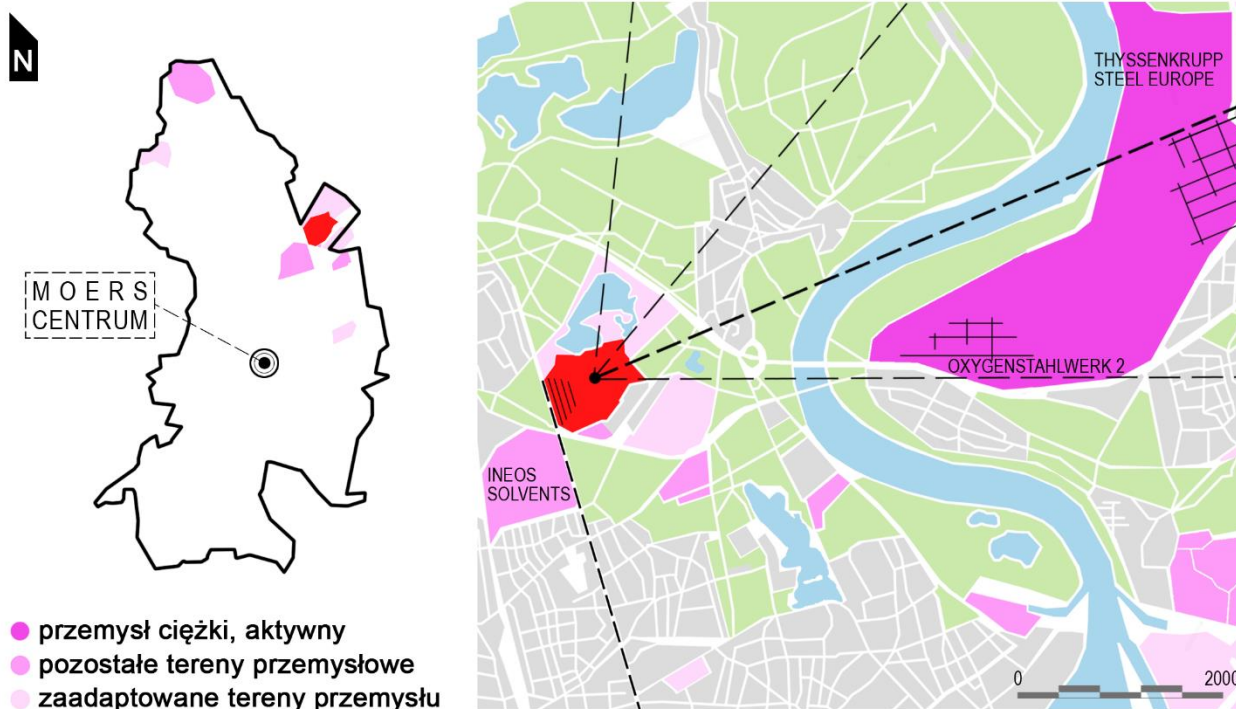 N
MOERS
CENTRUM
przemysł ciężki, aktywny
pozostałe tereny przemysłowe
zaadaptowane tereny przemysłu
THYSSENKRUPP
STEEL EUROPE
OXYGENSTAHLWERK 2
INEOS
SOLVENTS
0 2000